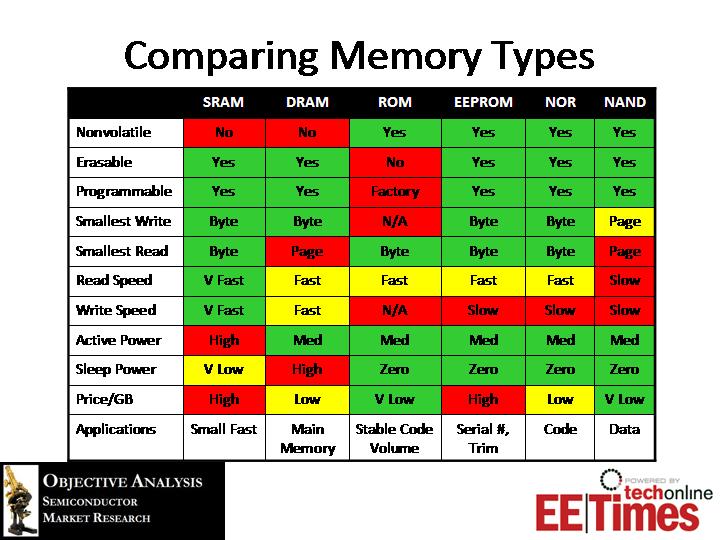 Comparing Memory Types
SRAM DRAM ROM EEPROM NOR NAND
Nonvolatile No No Yes Yes Yes Yes
Erasable Yes Yes No Yes Yes Yes
Programmable Yes Yes Factory Yes Yes Yes
Smallest Write Byte Byte N/A Byte Byte Page
Smallest Read Byte Page Byte Byte Byte Page
Read Speed V Fast Fast Fast Fast Fast Slow
Write Speed V Fast Fast N/A Slow Slow Slow
Active Power High Med Med Med Med Med
Sleep Power V Low High Zero Zero Zero Zero
Price/GB High Low V Low High Low V Low
Applications Small Fast Main Stable Code Serial #, Code Data
Memory Volume Trim
OBJECTIVE ANALYSIS
SEMICONDUCTOR
MARKET RESEARCH
POWERED BY
techonline
EE Times